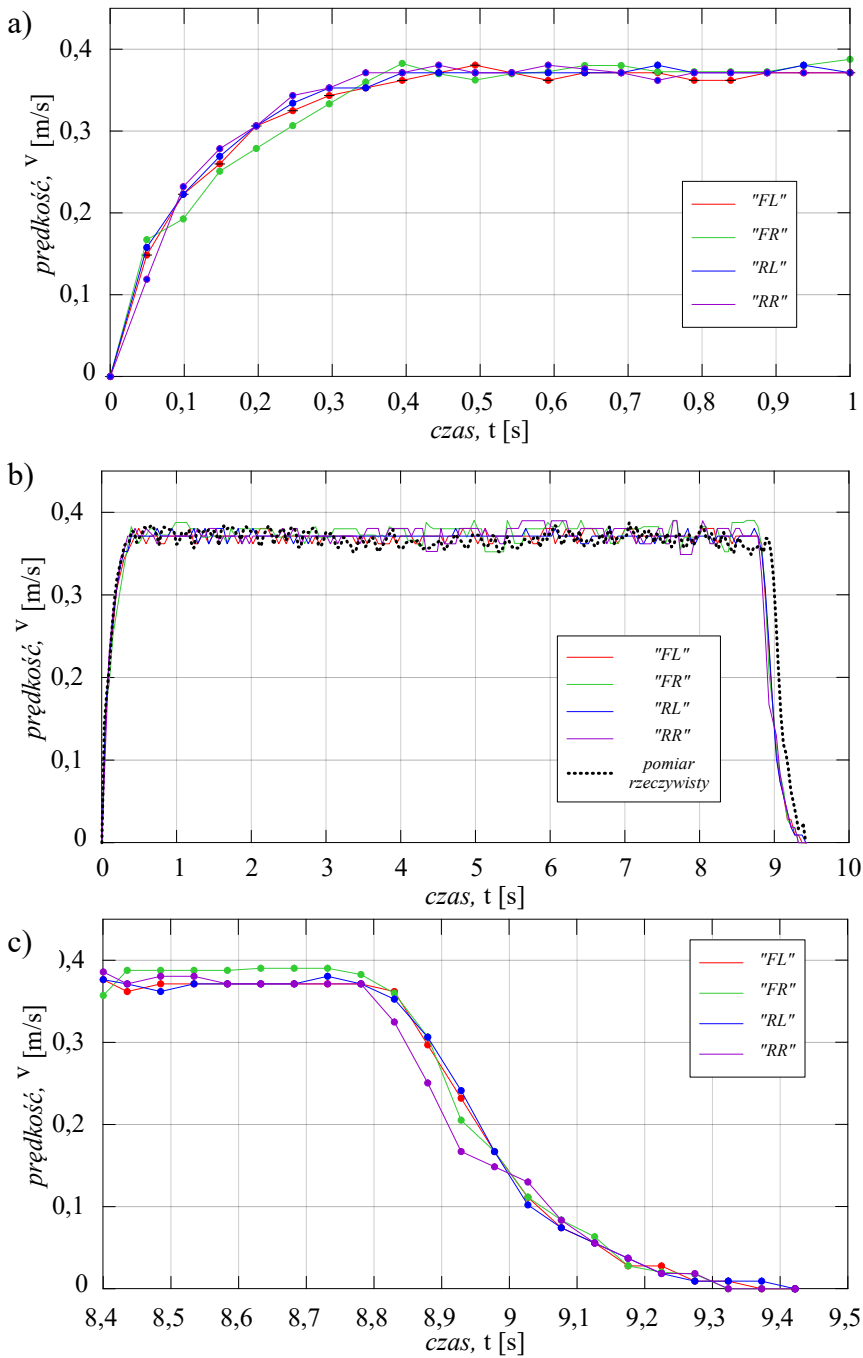 a)
0,4
0,3
0,2
0,1
0
prędkość, v [m/s]
"FL"
"FR"
"RL"
"RR"
0 0,1 0,2 0,3 0,4 0,5 0,6 0,7 0,8 0,9 1
czas, t [s]
b)
0,4
0,3
0,2
0,1
0
prędkość, v [m/s]
"FL"
"FR"
"RL"
"RR"
pomiar
rzeczywisty
0 1 2 3 4 5 6 7 8 9 10
czas, t [s]
c)
0,4
0,3
0,2
0,1
0
prędkość, v [m/s]
"FL"
"FR"
"RL"
"RR"
8,4 8,5 8,6 8,7 8,8 8,9 9 9,1 9,2 9,3 9,4 9,5
czas, t [s]